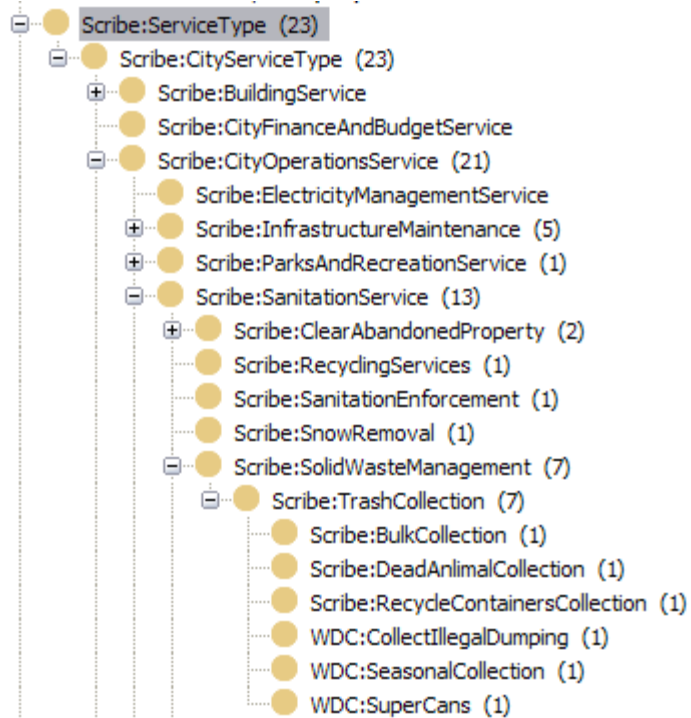 Scribe:ServiceType (23)
Scribe:CityServiceType (23)
Scribe:BuildingService
Scribe:CityFinanceAndBudgetService
Scribe:CityOperationsService (21)
Scribe:ElectricityManagementService
Scribe:InfrastructureMaintenance (5)
Scribe:ParksAndRecreationService (1)
Scribe:SanitationService (13)
Scribe:ClearAbandonedProperty (2)
Scribe:RecyclingServices (1)
Scribe:SanitationEnforcement (1)
Scribe:SnowRemoval (1)
Scribe:SolidWasteManagement (7)
Scribe:TrashCollection (7)
Scribe:BulkCollection (1)
Scribe:DeadAnlimalCollection (1)
Scribe:RecycleContainersCollection (1)
WDC:CollectIllegalDumping (1)
WDC:SeasonalCollection (1)
WDC:SuperCans (1)